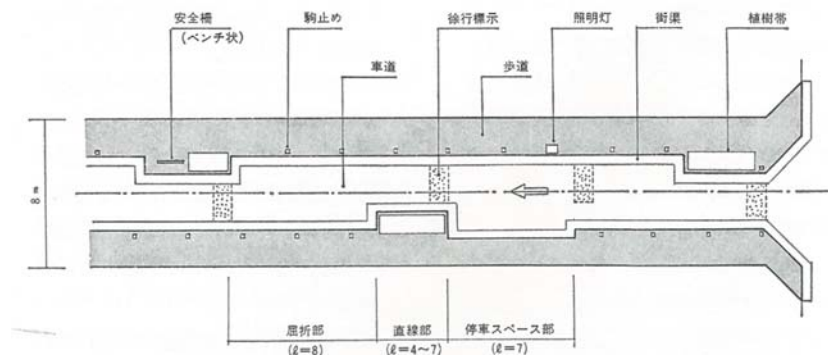 安全柵
(ベンチ状)
駒止め
車道
徐行標示
歩道
照明灯
街渠
植樹帯
8m
屈折部
(ℓ=8)
直線部
(ℓ=4~7)
停車スペース部
(ℓ=7)